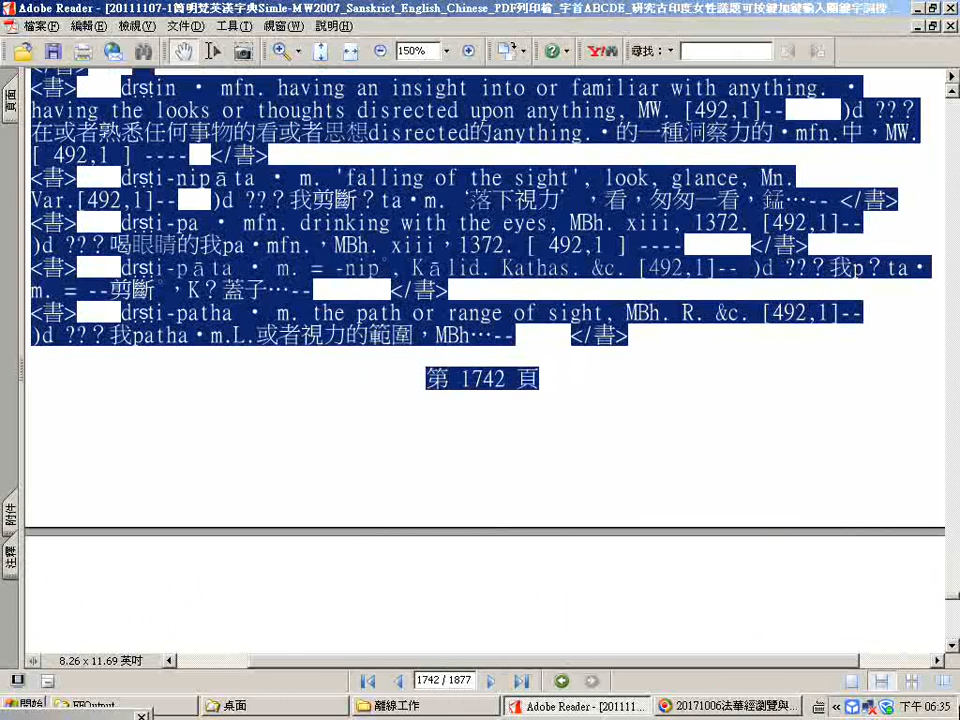 Adobe Reader - [20111107-1簡明梵英漢字典Simle-MW2007_Sanskrict_English_Chinese_PDF列印檔_字首ABCDE_研究古印度女性議題可按鍵加鍵輸入關鍵字詞搜
檔案(F) 編輯(E) 檢視(V) 文件(D) 工具(T) 視窗(W) 說明(H)
150% 尋找：
頁面
<書> dṛṣṭin • mfn. having an insight into or familiar with anything. •
having the looks or thoughts disrected upon anything, MW. [492,1]-- )d ??？
在或者熟悉任何事物的看或者思想disrected的anything.•的一種洞察力的•mfn.中，MW.
[ 492,1 ] ---- </書>
<書> dṛṣṭi-nipāta • m. 'falling of the sight', look, glance, Mn.
Var.[492,1]-- )d ??？我剪斷？ta•m. ‘落下視力’，看，匆匆一看，錳…-- </書>
<書> dṛṣṭi-pa • mfn. drinking with the eyes, MBh. xiii, 1372. [492,1]--
)d ??？喝眼睛的我pa•mfn.，MBh. xiii，1372. [ 492,1 ] ---- </書>
<書> dṛṣṭi-pāta • m. = -nip°, Kālid. Kathas. &c. [492,1]-- )d ??？我p？ta•
m. = --剪斷°，K？蓋子…-- </書>
<書> dṛṣṭi-patha • m. the path or range of sight, MBh. R. &c. [492,1]--
)d ??？我patha•m.L.或者視力的範圍，MBh…-- </書>
第 1742 頁
附件
注釋
8.26 x 11.69 英吋
1742 / 1877
開始 FFOutput 桌面 離線工作 Adobe Reader - [201111... 20171006法華經瀏覽與... 下午 06:35